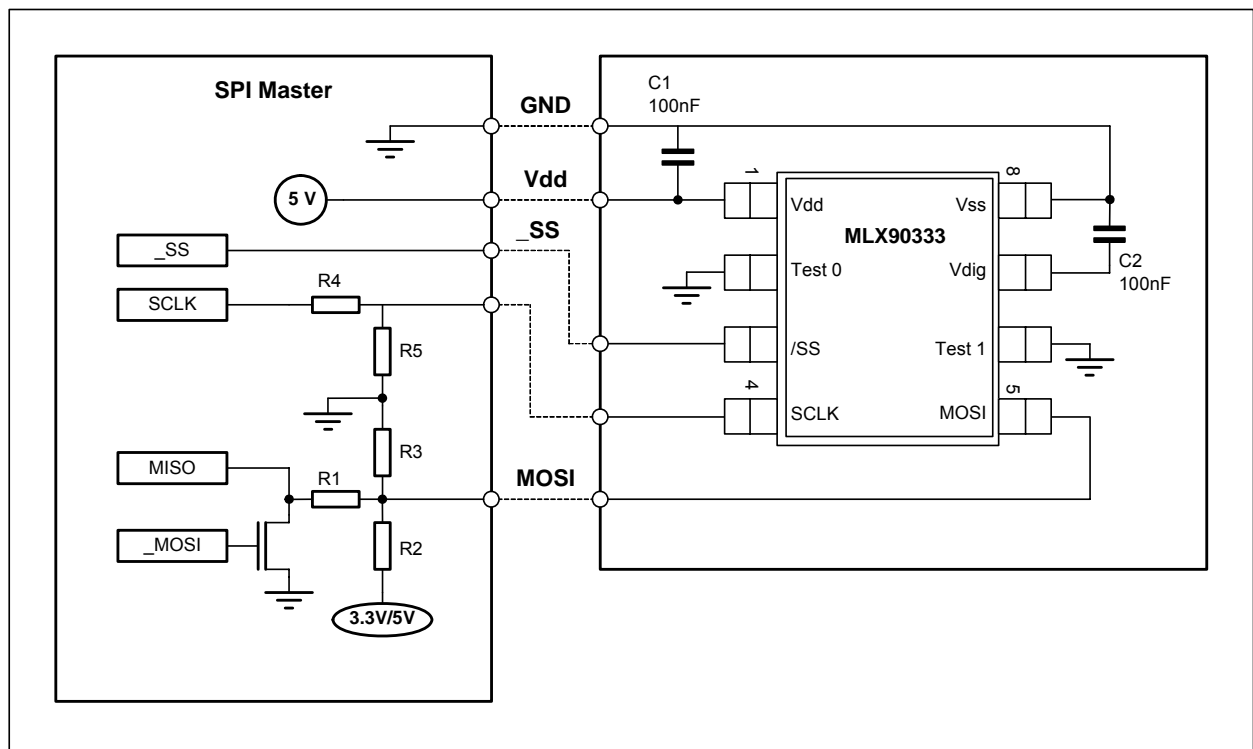 SPI Master
GND
Vdd
_SS
MOSI
5 V
_SS
SCLK
MISO
_MOSI
R4
R5
R3
R1
R2
3.3V/5V
C1
100nF
MLX90333
1
Vdd
Test 0
/SS
4
SCLK
8
Vss
Vdig
Test 1
5
MOSI
C2
100nF